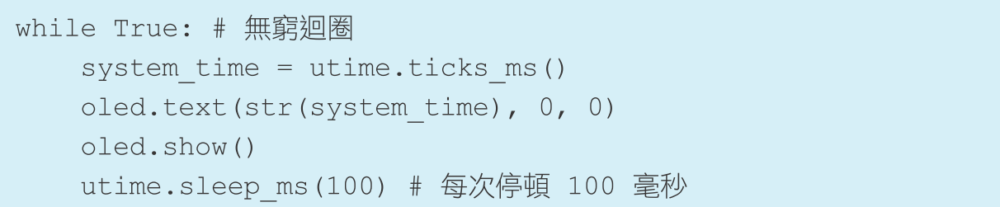 while True: # 無窮迴圈
    system_time = utime.ticks_ms()
    oled.text(str(system_time), 0, 0)
    oled.show()
    utime.sleep_ms(100) # 每次停頓 100 毫秒